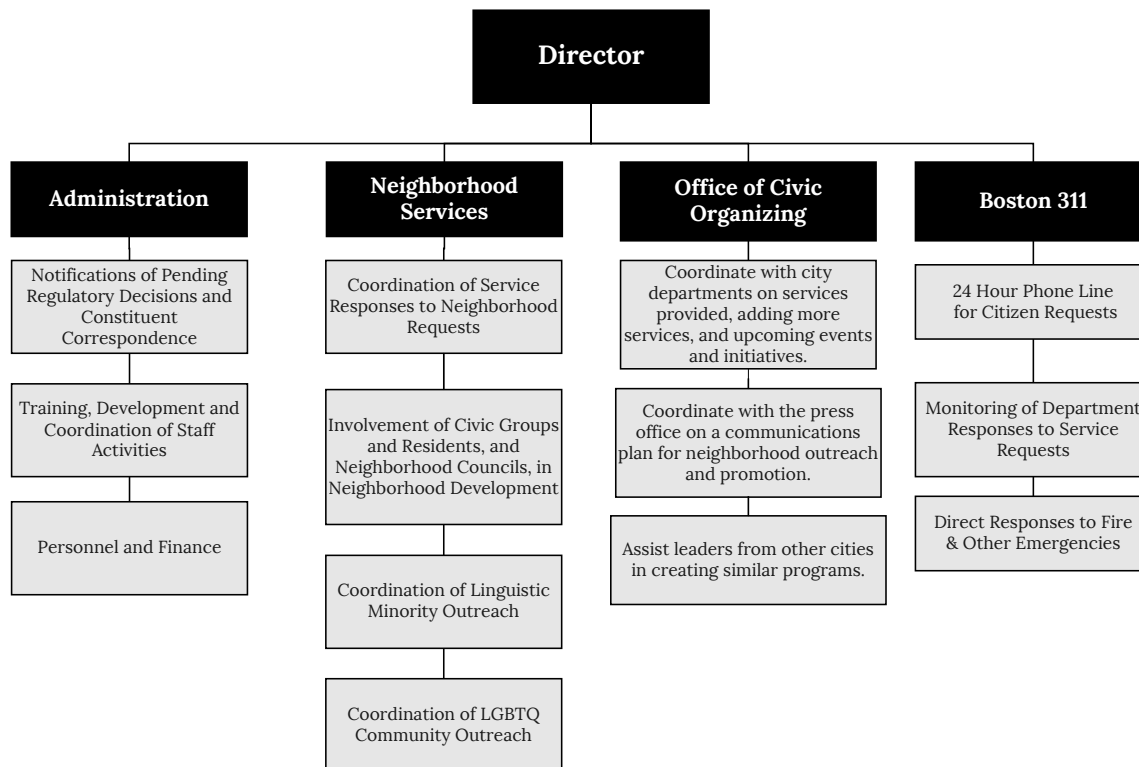 Director
Administration
Notifications of Pending
Regulatory Decisions and
Constituent
Correspondence
Training, Development and
Coordination of Staff
Activities
Personnel and Finance
Neighborhood
Services
Coordination of Service
Responses to Neighborhood
Requests
Involvement of Civic Groups
and Residents, and
Neighborhood Councils, in
Neighborhood Development
Coordination of Linguistic
Minority Outreach
Coordination of LGBTQ
Community Outreach
Office of Civic
Organizing
Coordinate with city
departments on services
provided, adding more
services, and upcoming events
and initiatives.
Coordinate with the press
office on a communications
plan for neighborhood outreach
and promotion.
Assist leaders from other cities
in creating similar programs.
Boston 311
24 Hour Phone Line
for Citizen Requests
Monitoring of Department
Responses to Service
Requests
Direct Responses to Fire
& Other Emergencies